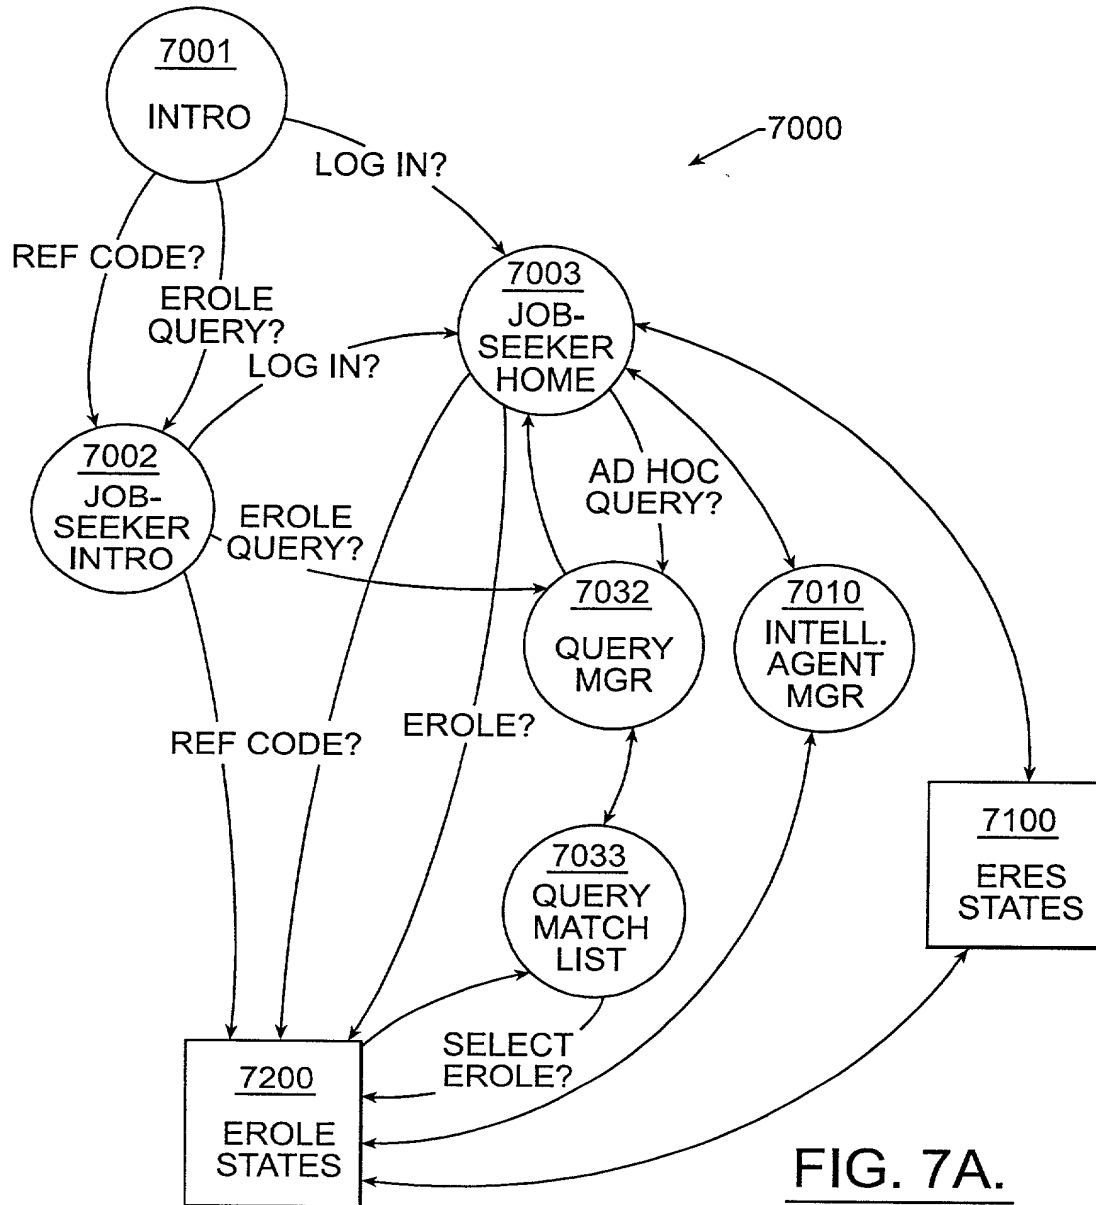 7001
INTRO
7000
LOG IN?
REF CODE?
EROLE
QUERY?
7003
JOB-
SEEKER
HOME
LOG IN?
7002
JOB-
SEEKER
INTRO
AD HOC
QUERY?
EROLE
QUERY?
7032
QUERY
MGR
7010
INTELL.
AGENT
MGR
REF CODE?
EROLE?
7100
ERES
STATES
7033
QUERY
MATCH
LIST
SELECT
EROLE?
7200
EROLE
STATES
FIG. 7A.